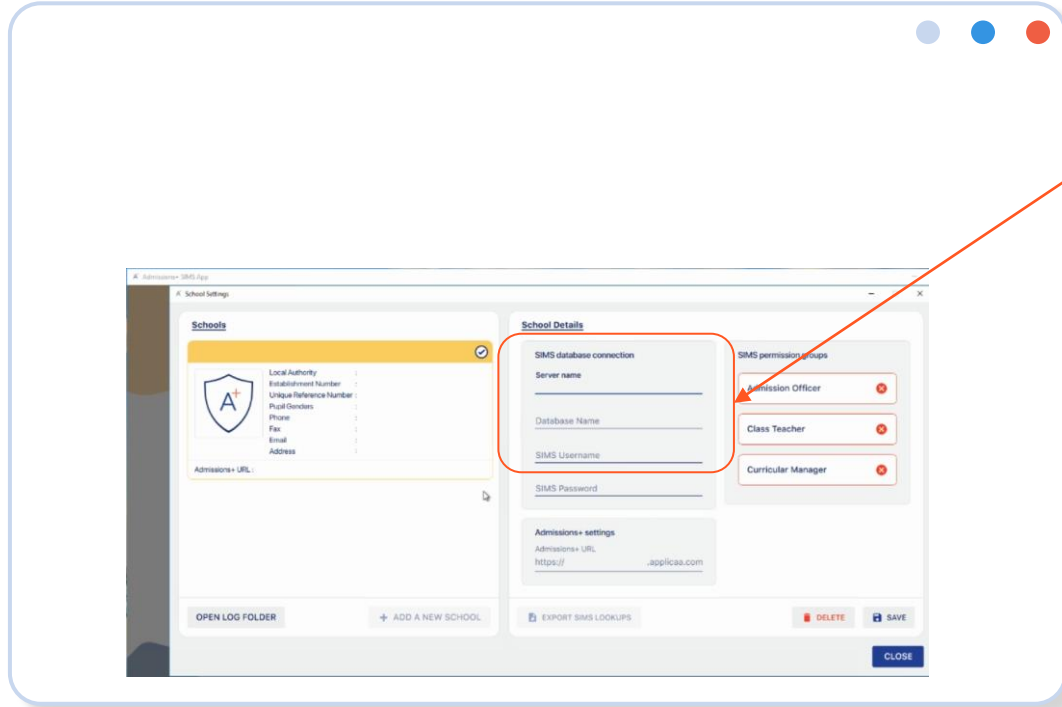 Admissions+ SIMS App
School Settings
Schools
Local Authority :
Establishment Number :
Unique Reference Number :
Pupil Genders :
Phone :
Fax :
Email :
Address :
A+
Admissions+ URL :
OPEN LOG FOLDER
+ ADD A NEW SCHOOL
School Details
SIMS database connection
Server name
Database Name
SIMS Username
SIMS Password
Admissions+ settings
Admissions+ URL
https:// .applicaa.com
SIMS permission groups
Admission Officer
Class Teacher
Curricular Manager
EXPORT SIMS LOOKUPS
DELETE
SAVE
CLOSE